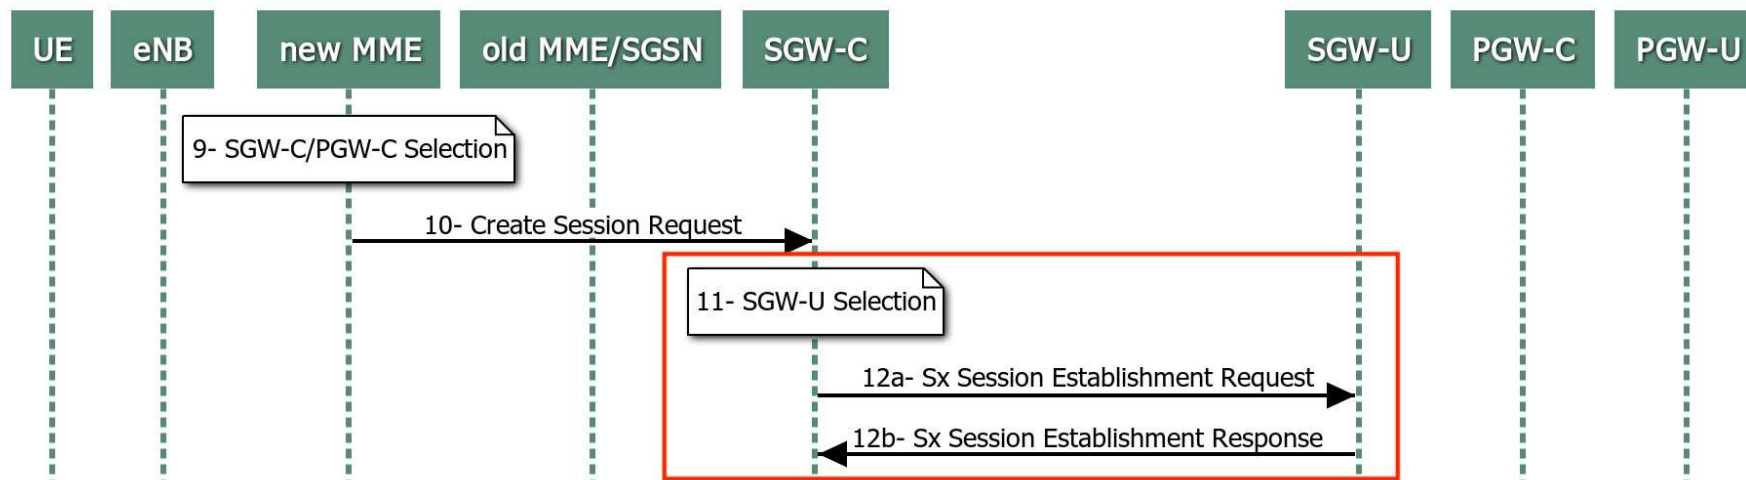 UE eNB new MME old MME/SGSN SGW-C SGW-U PGW-C PGW-U
9- SGW-C/PGW-C Selection
10- Create Session Request
11- SGW-U Selection
12a- Sx Session Establishment Request
12b- Sx Session Establishment Response